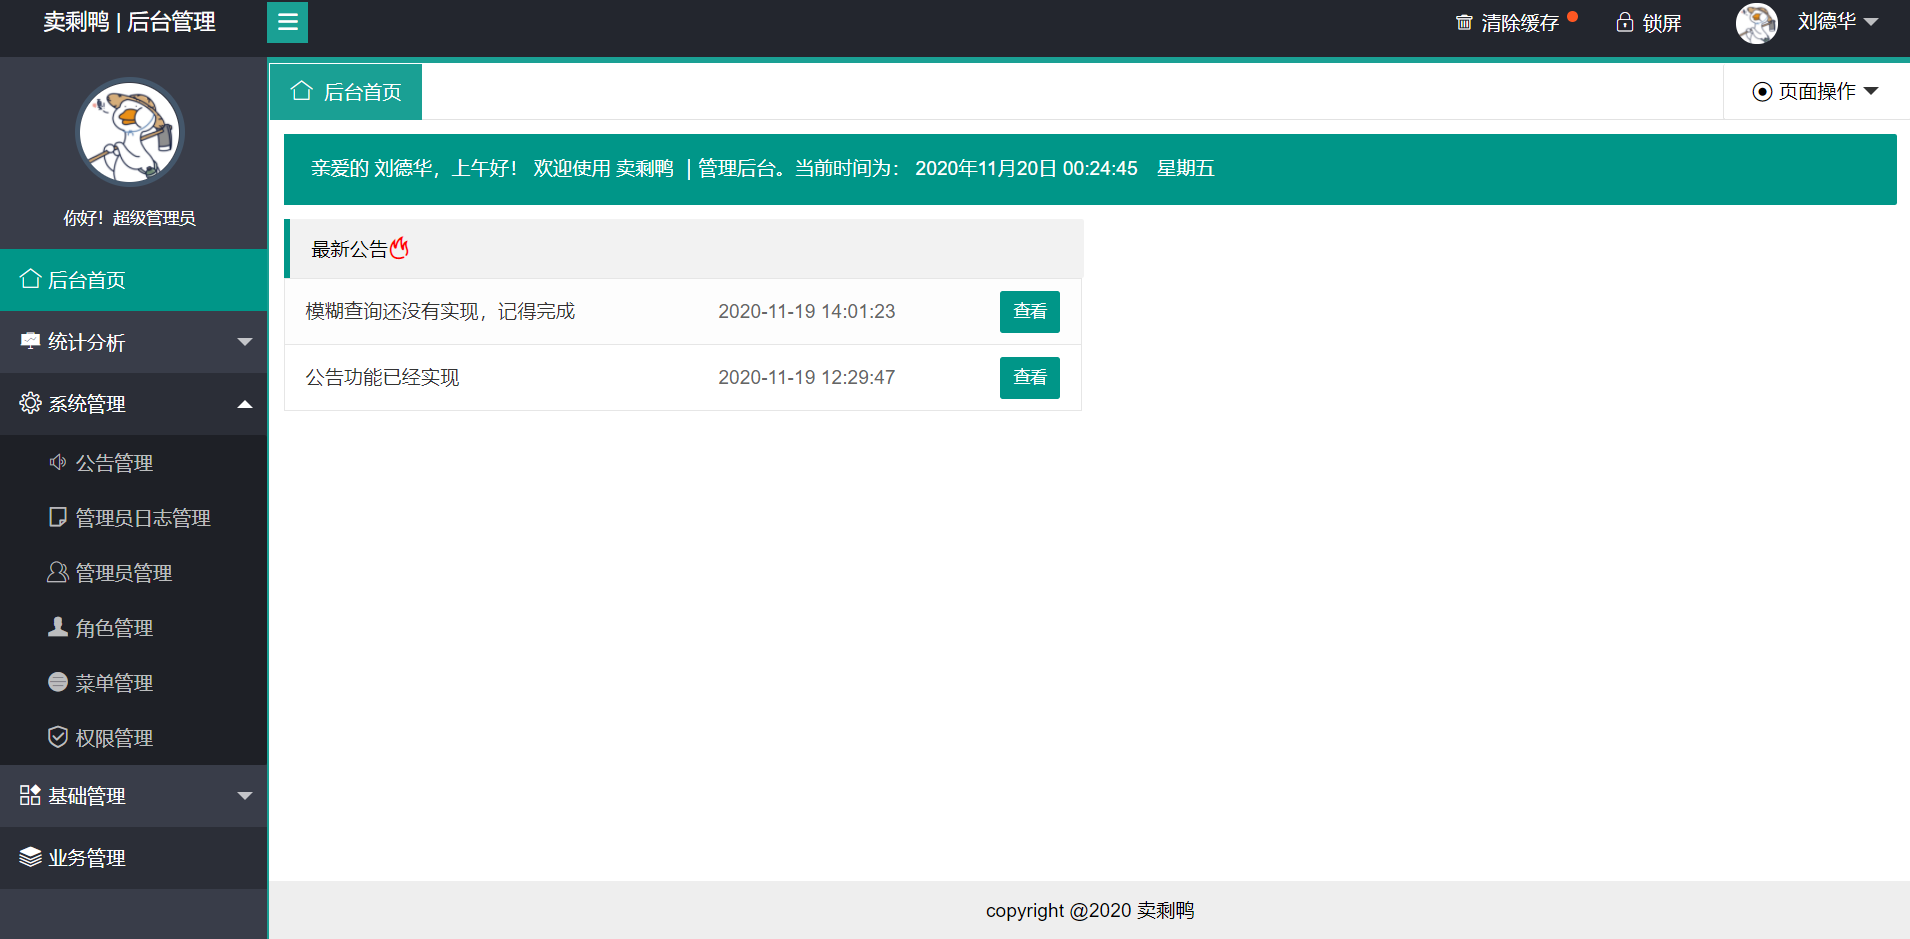 卖剩鸭 | 后台管理
清除缓存
锁屏
刘德华
你好！超级管理员
后台首页
统计分析
系统管理
公告管理
管理员日志管理
管理员管理
角色管理
菜单管理
权限管理
基础管理
业务管理
后台首页
页面操作
亲爱的 刘德华，上午好！ 欢迎使用 卖剩鸭 | 管理后台。当前时间为： 2020年11月20日 00:24:45 星期五
最新公告
模糊查询还没有实现，记得完成 2020-11-19 14:01:23 查看
公告功能已经实现 2020-11-19 12:29:47 查看
copyright @2020 卖剩鸭